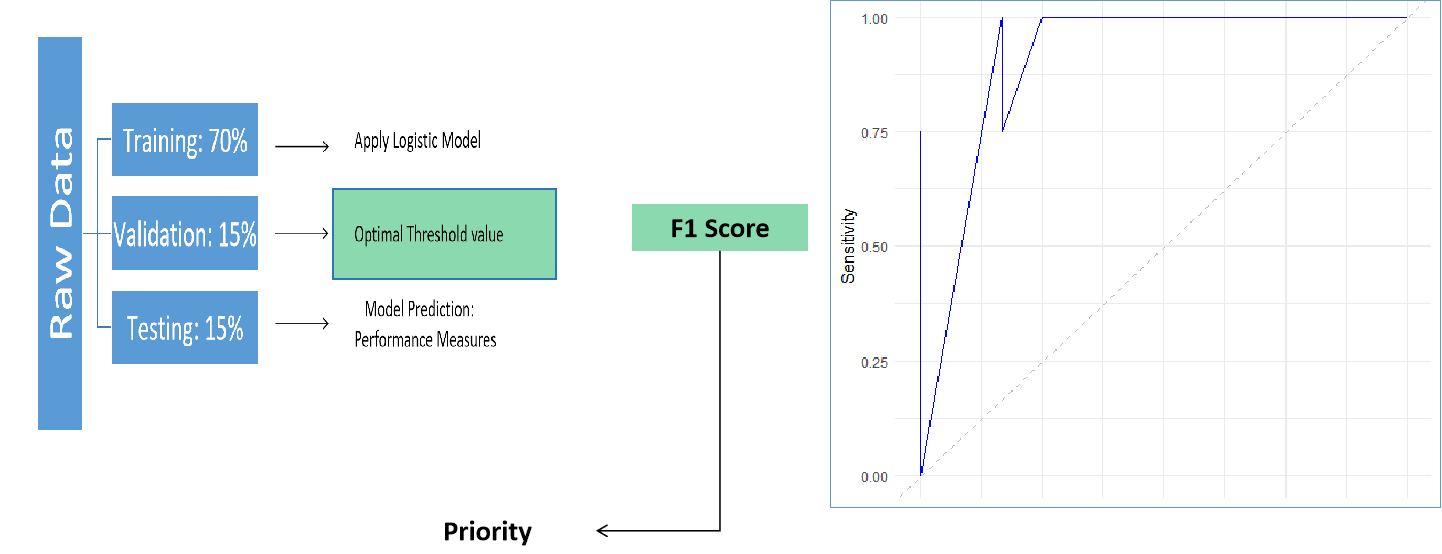 Raw Data
Training: 70%
Apply Logistic Model
Validation: 15%
Optimal Threshold value
Testing: 15%
Model Prediction:
Performance Measures
F1 Score
Priority
Sensitivity
1.00
0.75
0.50
0.25
0.00